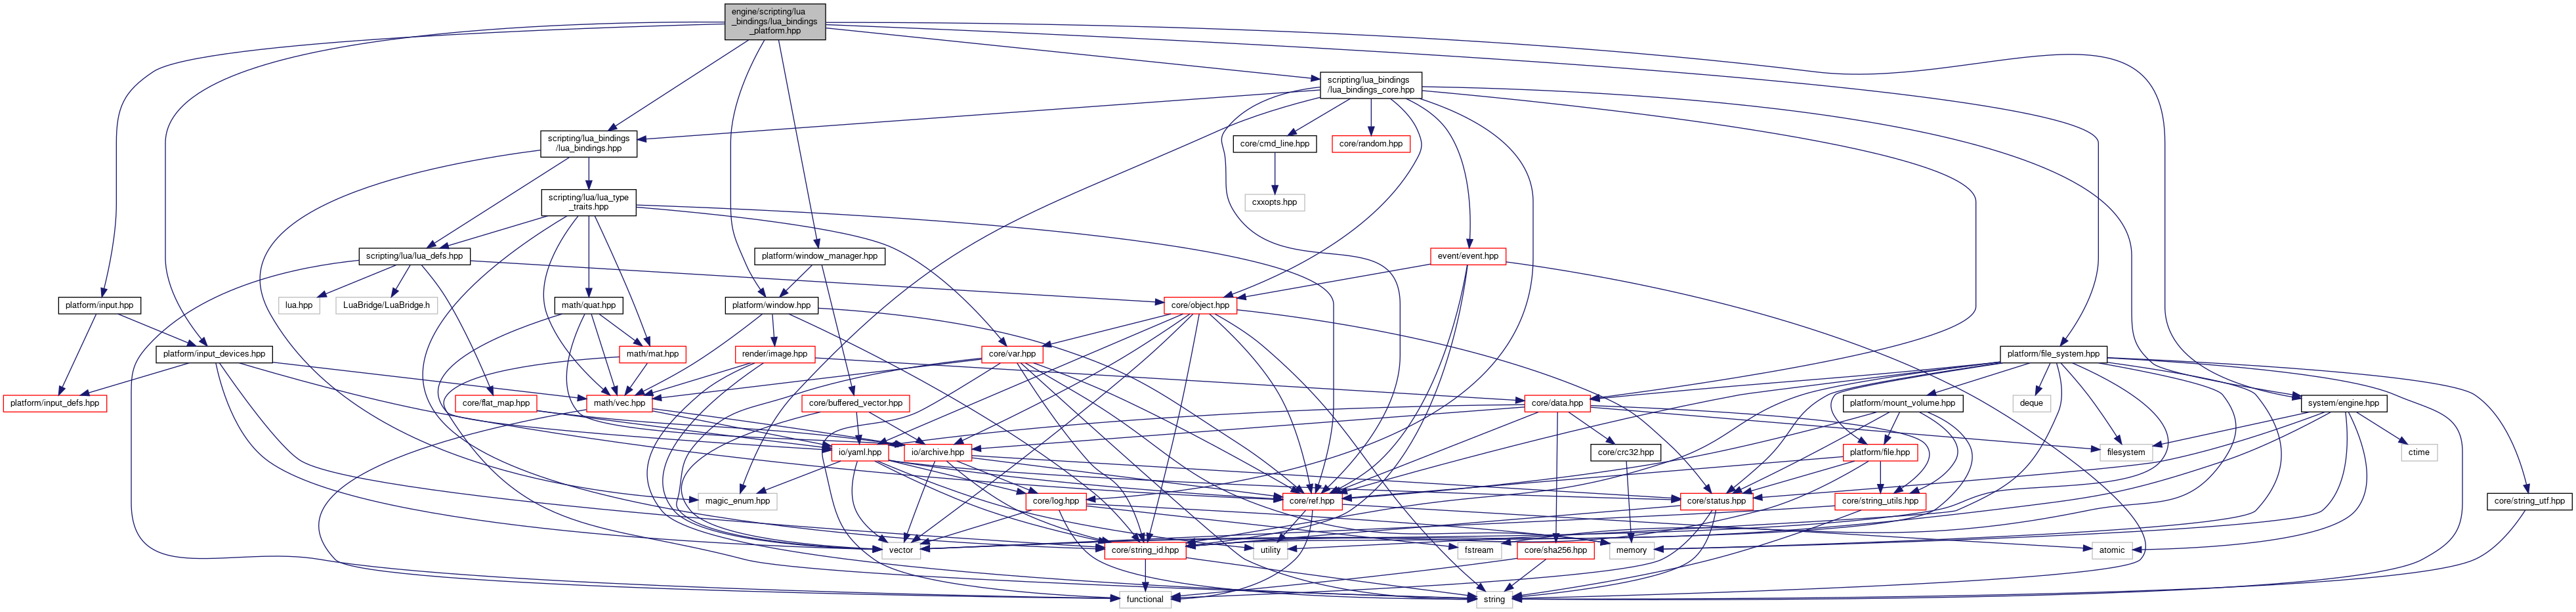 engine/scripting/lua
_bindings/lua_bindings
_platform.hpp
scripting/lua_bindings
/lua_bindings_core.hpp
scripting/lua_bindings
/lua_bindings.hpp
core/cmd_line.hpp
core/random.hpp
scripting/lua/lua_type
_traits.hpp
cxxopts.hpp
scripting/lua/lua_defs.hpp
platform/window_manager.hpp
event/event.hpp
platform/input.hpp
lua.hpp
LuaBridge/LuaBridge.h
math/quat.hpp
platform/window.hpp
core/object.hpp
platform/input_devices.hpp
math/mat.hpp
render/image.hpp
core/var.hpp
platform/file_system.hpp
platform/input_defs.hpp
core/flat_map.hpp
math/vec.hpp
core/buffered_vector.hpp
core/data.hpp
platform/mount_volume.hpp
deque
system/engine.hpp
io/yaml.hpp
io/archive.hpp
core/crc32.hpp
platform/file.hpp
filesystem
ctime
magic_enum.hpp
core/log.hpp
core/ref.hpp
core/status.hpp
core/string_utils.hpp
core/string_utf.hpp
vector
core/string_id.hpp
utility
fstream
core/sha256.hpp
memory
atomic
functional
string